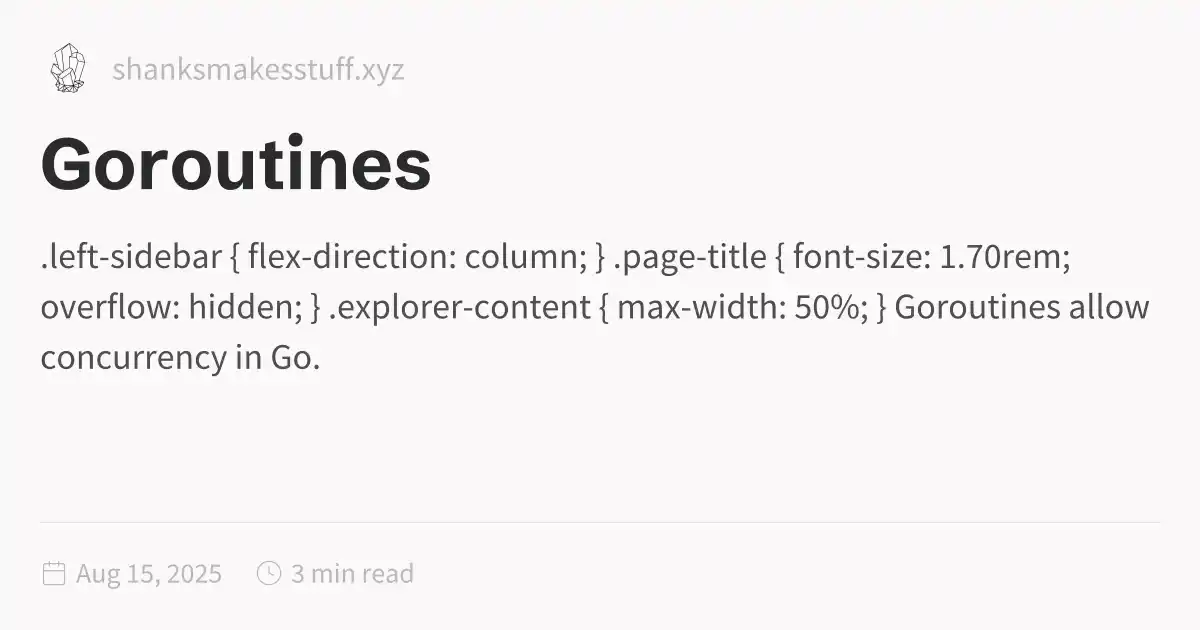 shanksmakesstuff.xyz
Goroutines
.left-sidebar { flex-direction: column; } .page-title { font-size: 1.70rem;
overflow: hidden; } .explorer-content { max-width: 50%; } Goroutines allow
concurrency in Go.
Aug 15, 2025 3 min read